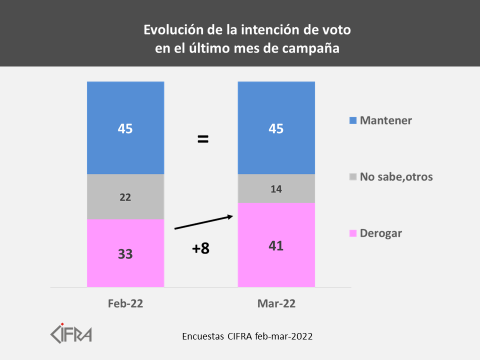 Evolución de la intención de voto
en el último mes de campaña
45
=
45
Mantener
22
14
No sabe,otros
33
+8
41
Derogar
Feb-22
Mar-22
CIFRA
Encuestas CIFRA feb-mar-2022